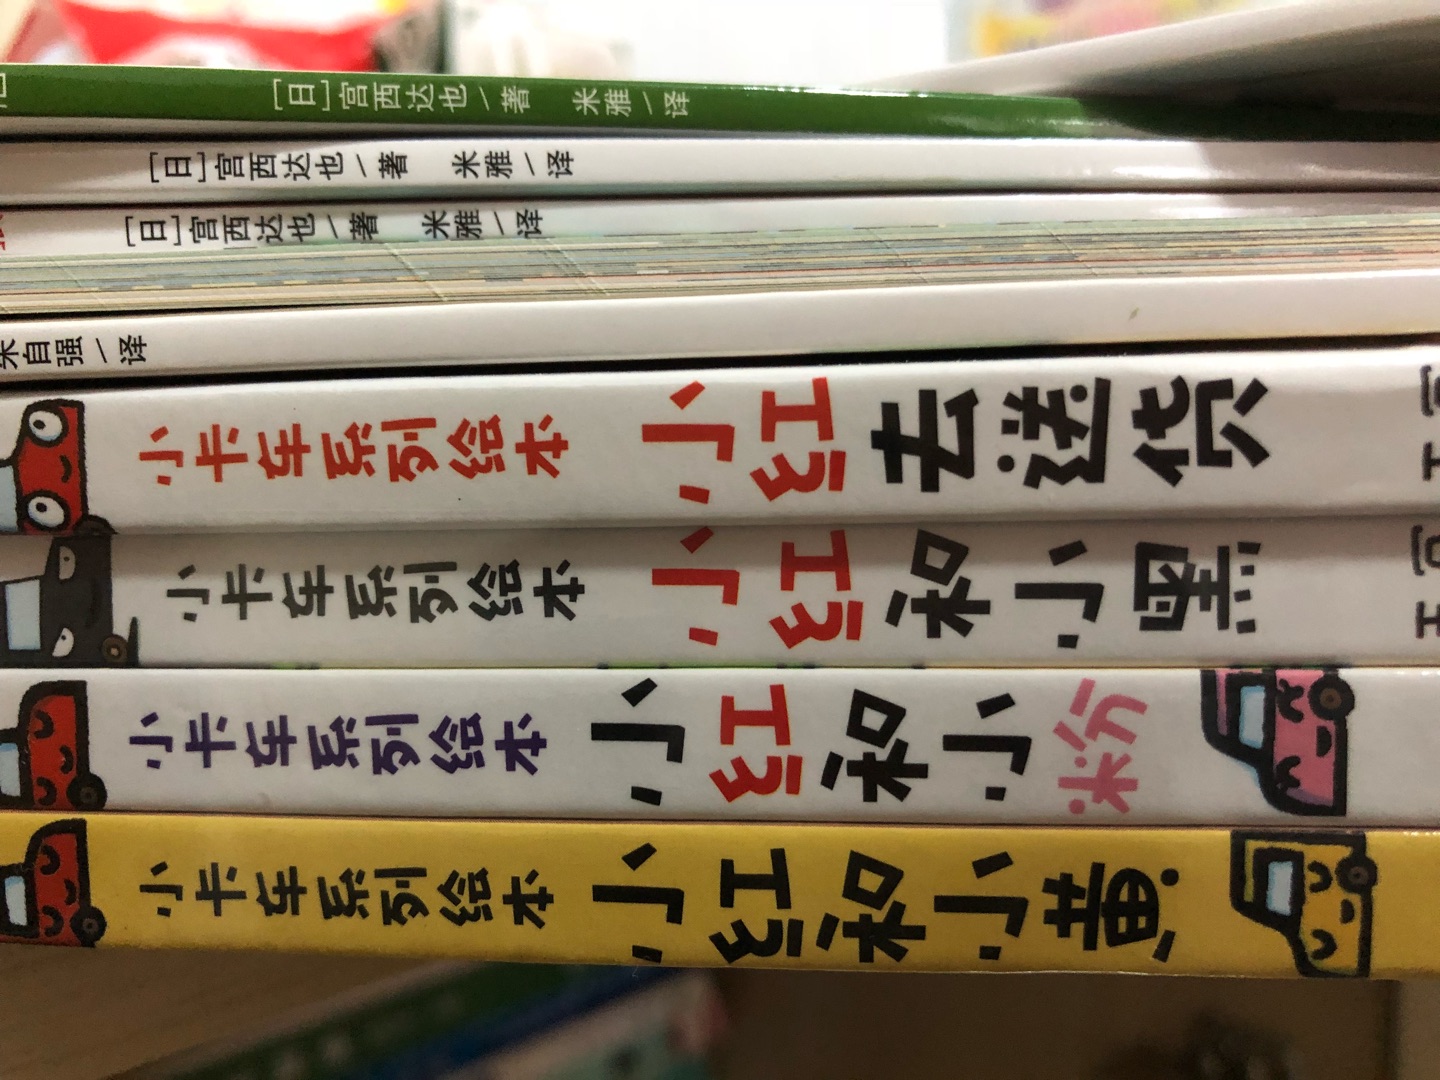 [日]宫西达也/著 米雅/译
[日]宫西达也/著 米雅/译
[日]宫西达也/著 米雅/译
朱自强/译
小卡车系列绘本 小红去送货
小卡车系列绘本 小红和小黑
小卡车系列绘本 小红和小粉
小卡车系列绘本 小红和小黄